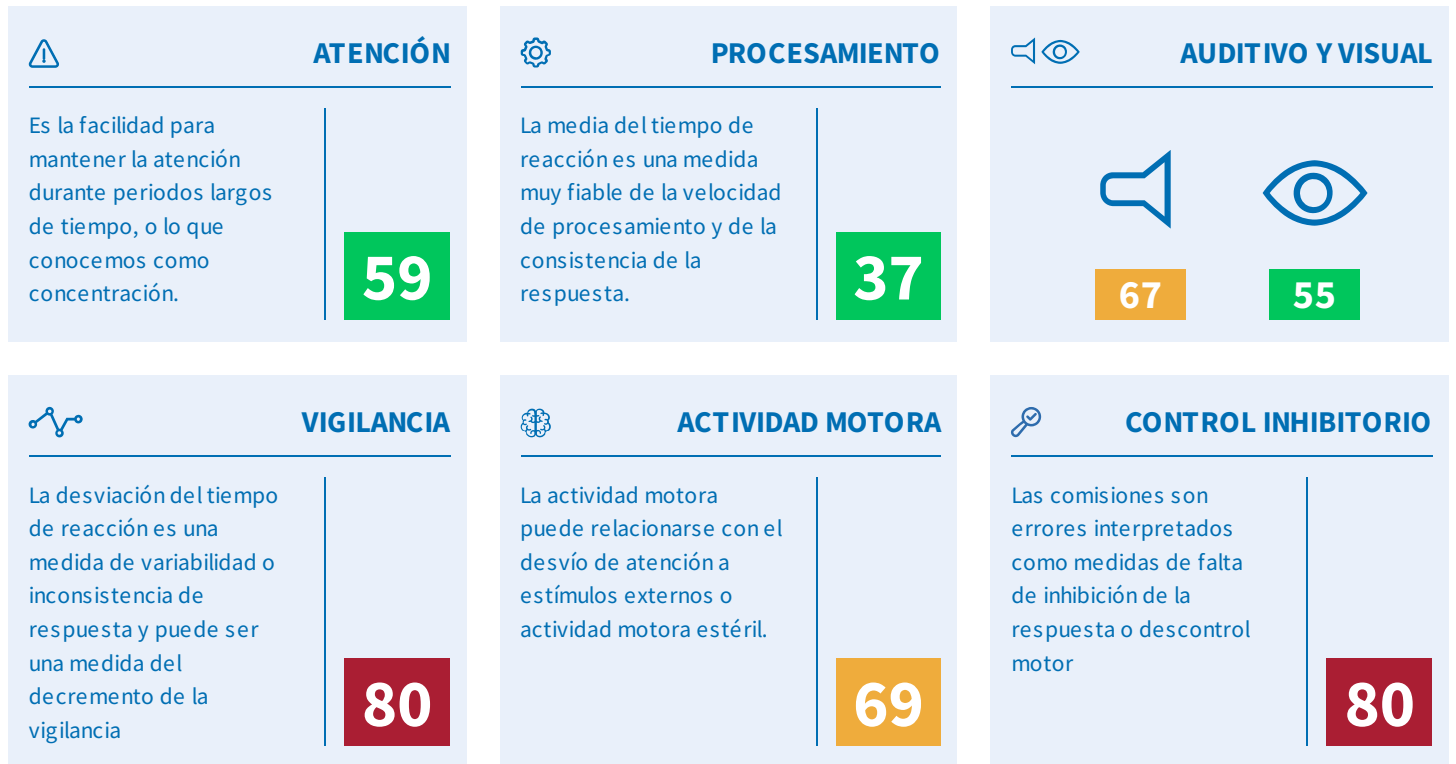 ATENCIÓN
Es la facilidad para
mantener la atención
durante periodos largos
de tiempo, o lo que
conocemos como
concentración.
59
PROCESAMIENTO
La media del tiempo de
reacción es una medida
muy fiable de la velocidad
de procesamiento y de la
consistencia de la
respuesta.
37
AUDITIVO Y VISUAL
67
55
VIGILANCIA
La desviación del tiempo
de reacción es una
medida de variabilidad o
inconsistencia de
respuesta y puede ser
una medida del
decremento de la
vigilancia
80
ACTIVIDAD MOTORA
La actividad motora
puede relacionarse con el
desvío de atención a
estímulos externos o
actividad motora estéril.
69
CONTROL INHIBITORIO
Las comisiones son
errores interpretados
como medidas de falta
de inhibición de la
respuesta o descontrol
motor
80